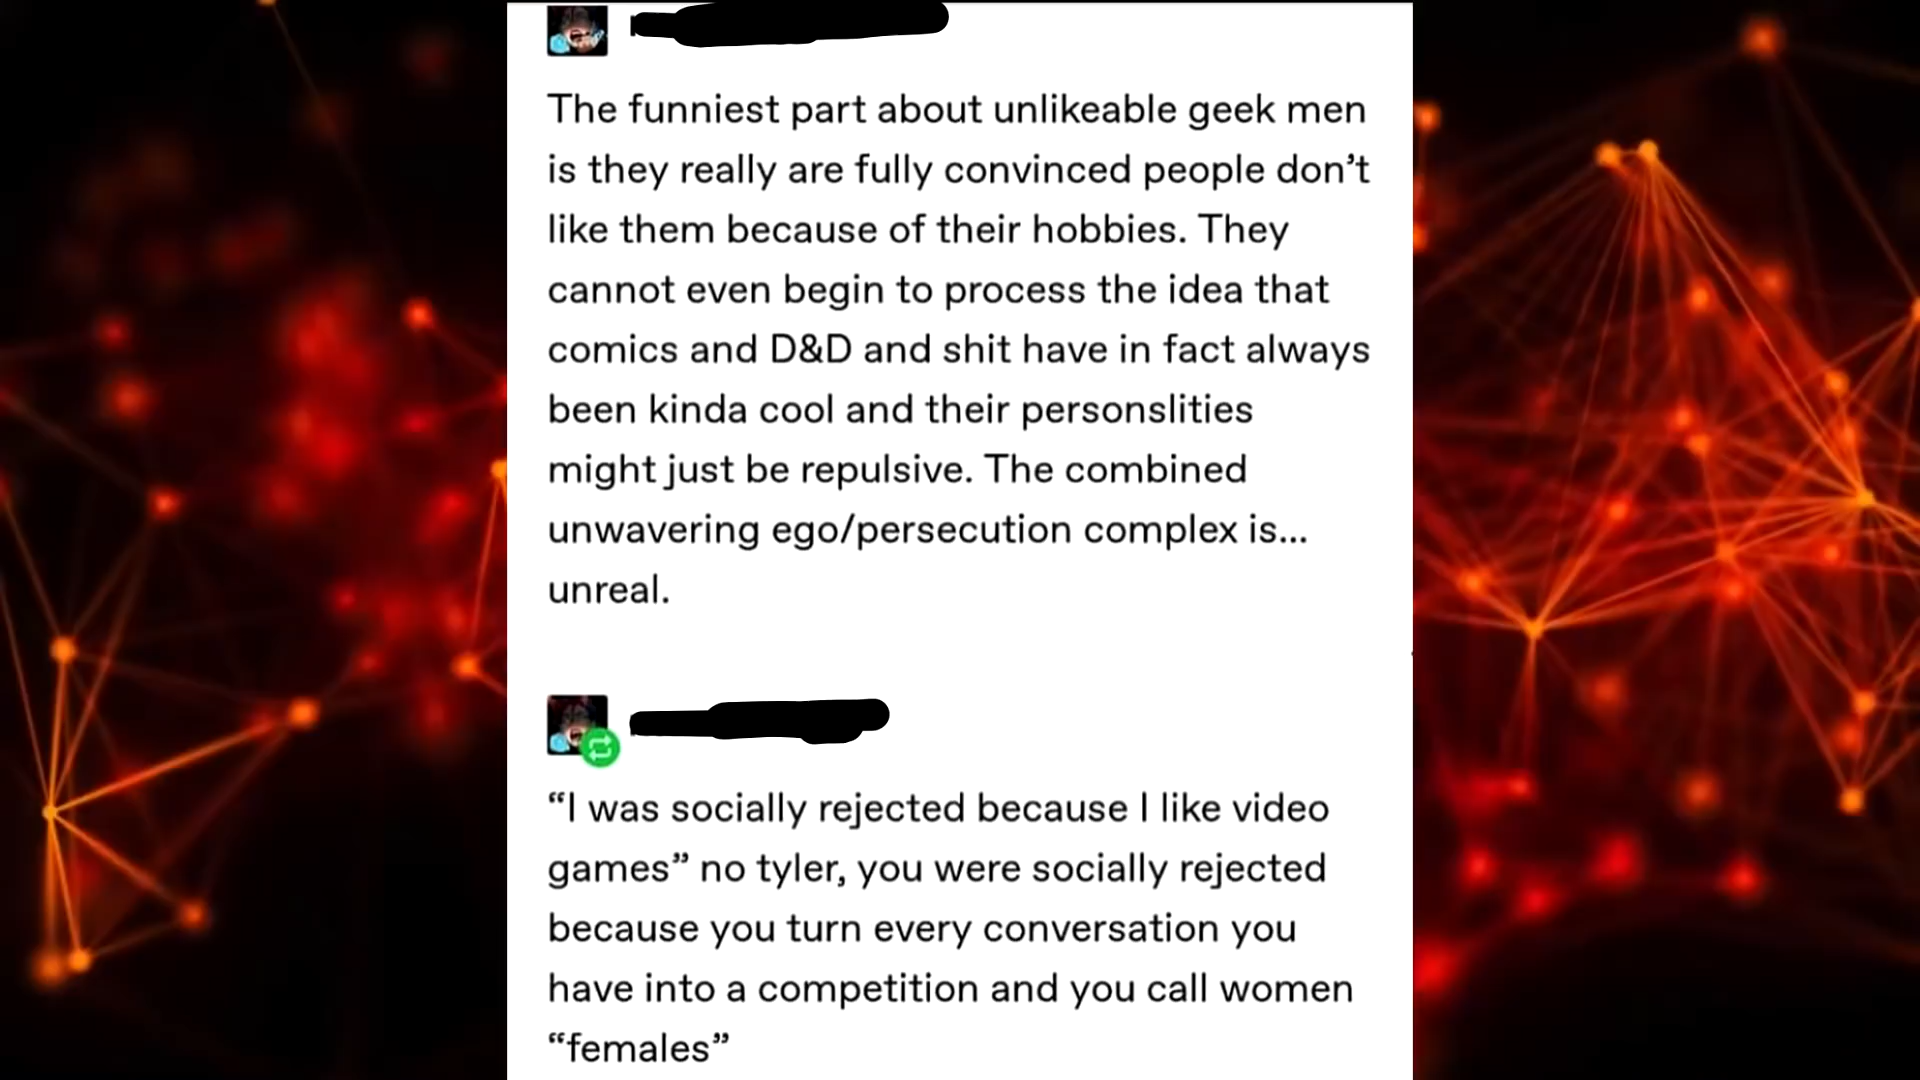 The funniest part about unlikeable geek men
is they really are fully convinced people don’t
like them because of their hobbies. They
cannot even begin to process the idea that
comics and D&D and shit have in fact always
been kinda cool and their personslities
might just be repulsive. The combined
unwavering ego/persecution complex is...
unreal.
“I was socially rejected because I like video
games” no tyler, you were socially rejected
because you turn every conversation you
have into a competition and you call women
“females”